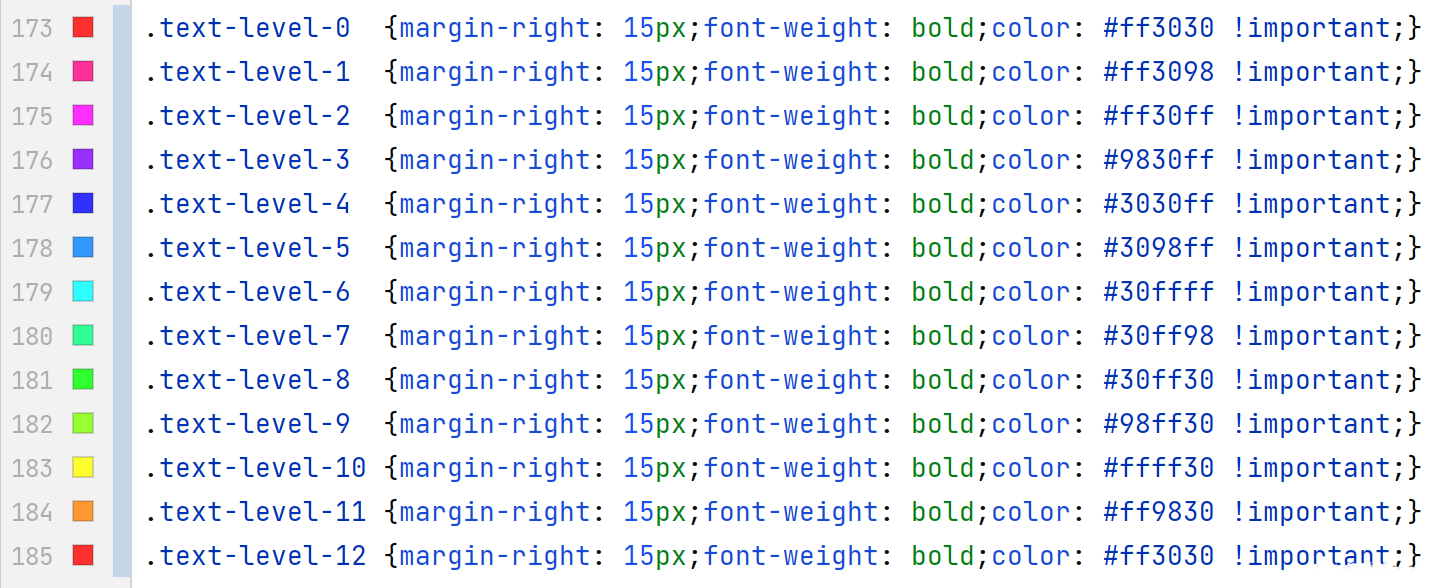 173 .text-level-0  {margin-right: 15px;font-weight: bold;color: #ff3030 !important;}
174 .text-level-1  {margin-right: 15px;font-weight: bold;color: #ff3098 !important;}
175 .text-level-2  {margin-right: 15px;font-weight: bold;color: #ff30ff !important;}
176 .text-level-3  {margin-right: 15px;font-weight: bold;color: #9830ff !important;}
177 .text-level-4  {margin-right: 15px;font-weight: bold;color: #3030ff !important;}
178 .text-level-5  {margin-right: 15px;font-weight: bold;color: #3098ff !important;}
179 .text-level-6  {margin-right: 15px;font-weight: bold;color: #30ffff !important;}
180 .text-level-7  {margin-right: 15px;font-weight: bold;color: #30ff98 !important;}
181 .text-level-8  {margin-right: 15px;font-weight: bold;color: #30ff30 !important;}
182 .text-level-9  {margin-right: 15px;font-weight: bold;color: #98ff30 !important;}
183 .text-level-10 {margin-right: 15px;font-weight: bold;color: #ffff30 !important;}
184 .text-level-11 {margin-right: 15px;font-weight: bold;color: #ff9830 !important;}
185 .text-level-12 {margin-right: 15px;font-weight: bold;color: #ff3030 !important;}